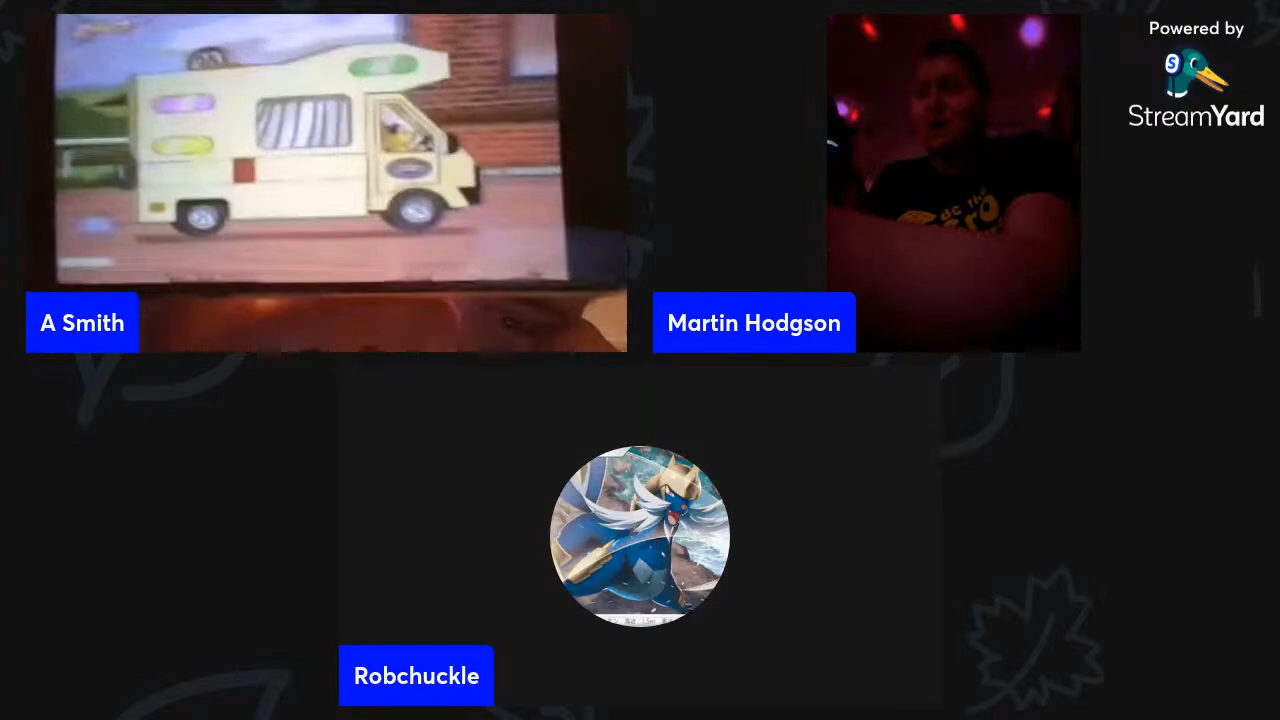 Powered by
S
StreamYard
A Smith
Martin Hodgson
Robchuckle